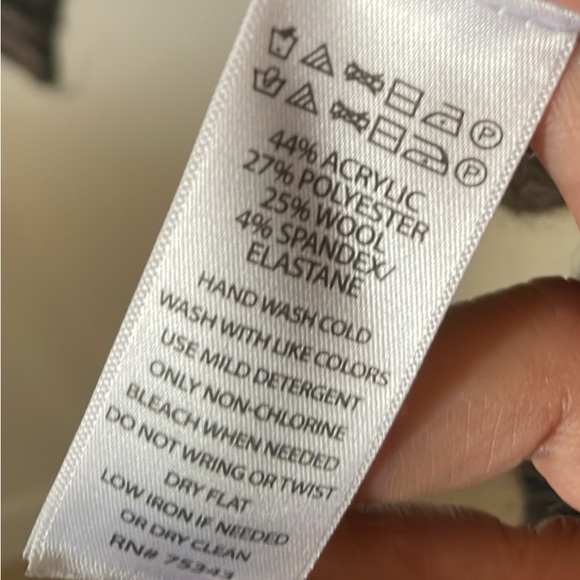 P
P
44% ACRYLIC
27% POLYESTER
25% WOOL
4% SPANDEX/
ELASTANE
HAND WASH COLD
WASH WITH LIKE COLORS
USE MILD DETERGENT
ONLY NON-CHLORINE
BLEACH WHEN NEEDED
DO NOT WRING OR TWIST
DRY FLAT
LOW IRON IF NEEDED
OR DRY CLEAN
RN# 75343